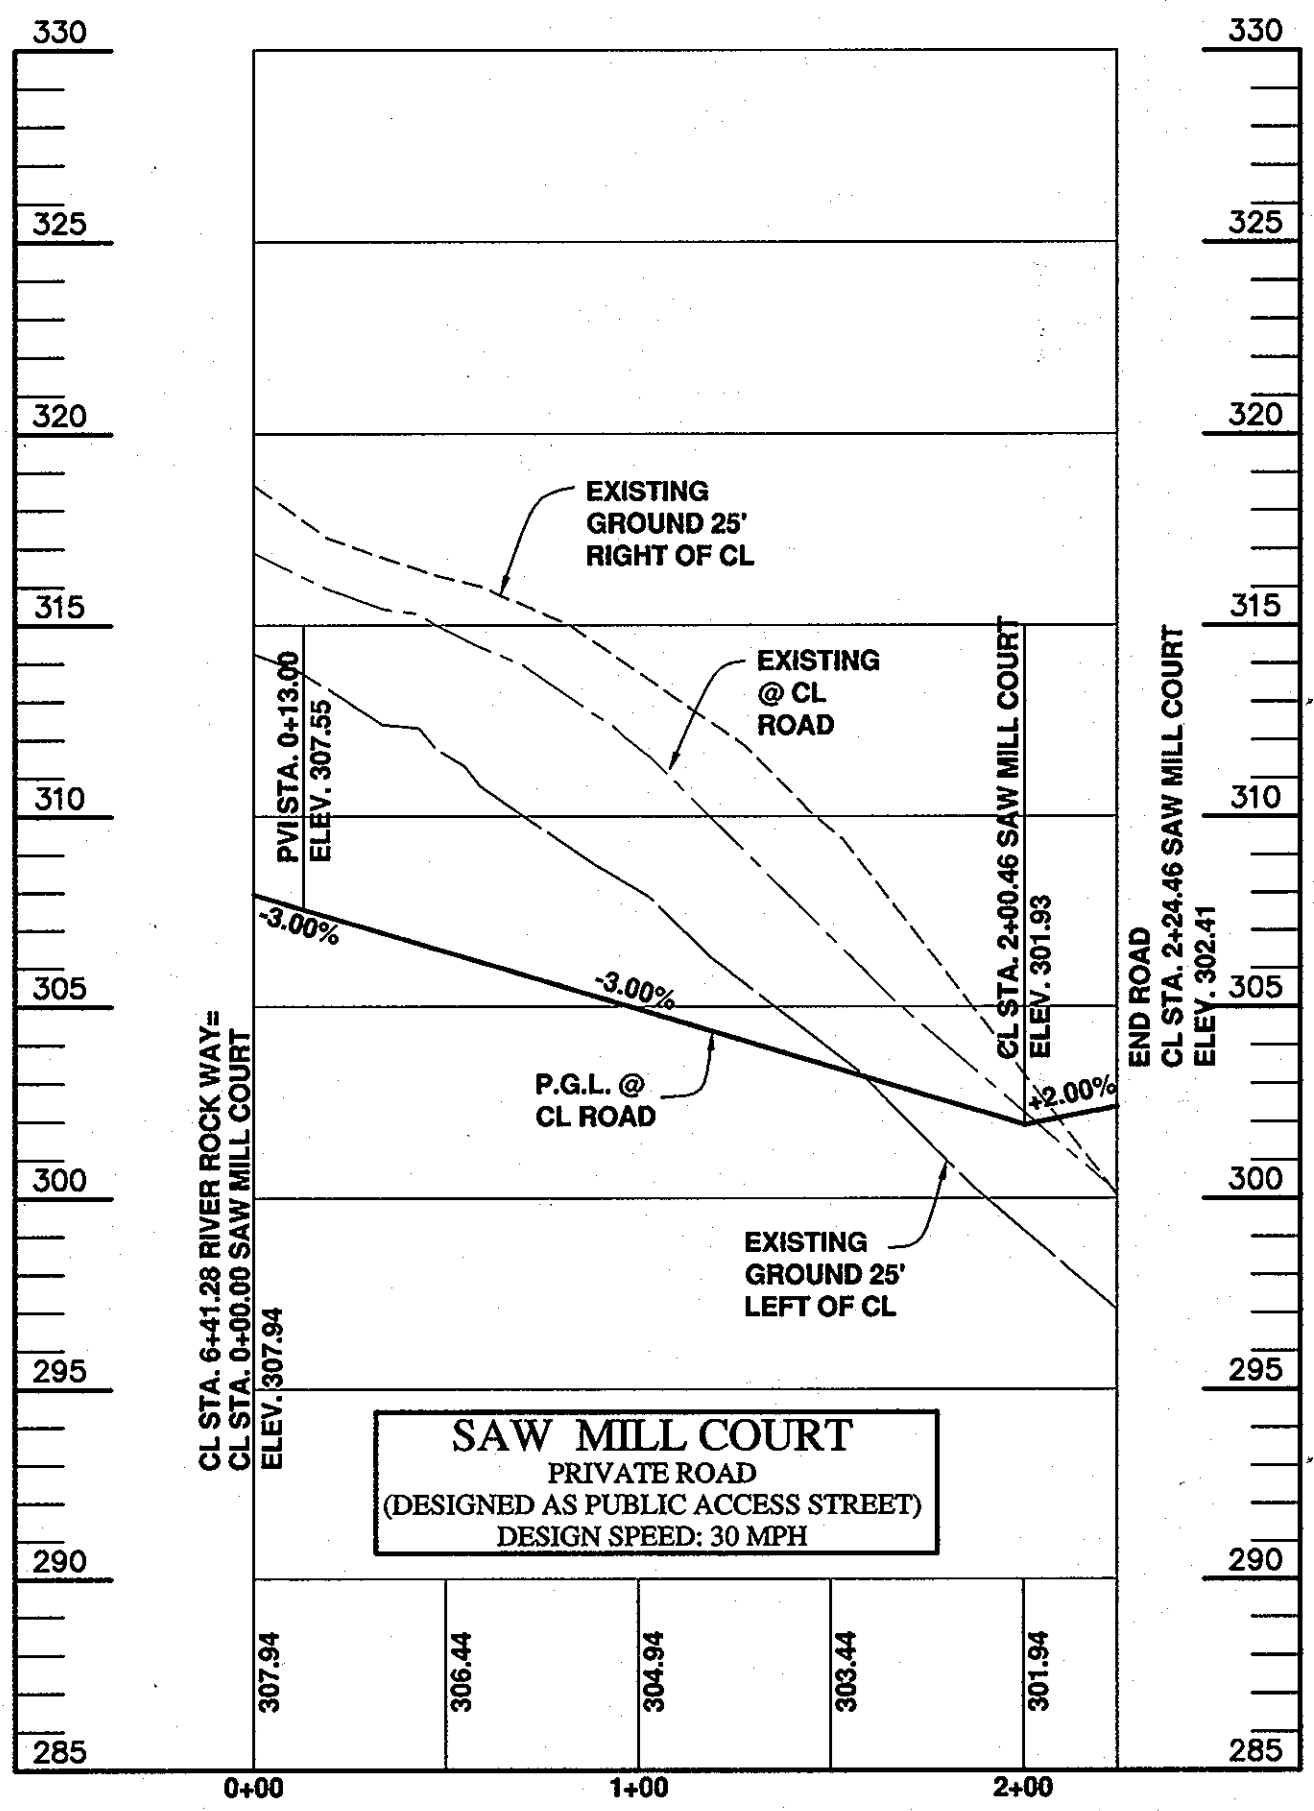 330
330
325
325
320
320
EXISTING
GROUND 25'
RIGHT OF CL
315
315
EXISTING
@ CL
ROAD
PVI STA. 0+13.00
ELEV. 307.55
CL STA. 2+00.46 SAW MILL COURT
ELEV. 301.93
END ROAD
CL STA. 2+24.46 SAW MILL COURT
ELEV. 302.41
310
310
-3.00%
-3.00%
305
305
P.G.L. @
CL ROAD
+2.00%
CL STA. 6+41.28 RIVER ROCK WAY=
CL STA. 0+00.00 SAW MILL COURT
ELEV. 307.94
300
300
EXISTING
GROUND 25'
LEFT OF CL
295
295
SAW MILL COURT
PRIVATE ROAD
(DESIGNED AS PUBLIC ACCESS STREET)
DESIGN SPEED: 30 MPH
290
290
307.94
306.44
304.94
303.44
301.94
285
285
0+00
1+00
2+00